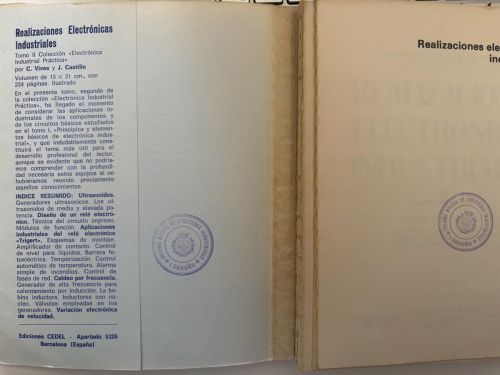 Realizaciones Electrónicas
Industriales
Tomo II Colección «Electrónica
Industrial Práctica»
por C. Vives y J. Castillo
Volumen de 15 x 21 cm., con
224 páginas. Ilustrado
En el presente tomo, segundo de
la colección «Electrónica Industrial
Práctica», ha llegado el momento
de considerar las aplicaciones in-
dustriales de los componentes y
de los circuitos básicos estudiados
en el tomo I, «Principios y elemen-
tos básicos de electrónica indus-
trial», y que indudablemente consti-
tuirá el tema más útil para el
desarrollo profesional del lector,
aunque es evidente que no podría-
mos comprender con la profundi-
dad necesaria estos equipos si no
hubiéramos reunido previamente
aquellos conocimientos.
INDICE RESUMIDO: Ultrasonidos.
Generadores ultrasónicos. Los ul-
trasonidos de media y elevada po-
tencia. Diseño de un relé electró-
nico. Técnica del circuito impreso.
Módulos de función. Aplicaciones
industriales del relé electrónico
«Trigert». Esquemas de montaje.
Amplificador de contacto. Control
de nivel para líquidos. Barrera fo-
toeléctrica. Temporización. Control
automático de temperatura. Alarma
simple de incendios. Control de
fases de red. Caldeo por frecuencia.
Generador de alta frecuencia para
calentamiento por inducción. La bo-
bina inductora. Inductores con nú-
cleo. Válvulas empleadas en los
generadores. Variación electrónica
de velocidad.
Ediciones CEDEL - Apartado 5326
Barcelona (España)
Realizaciones ele
ind